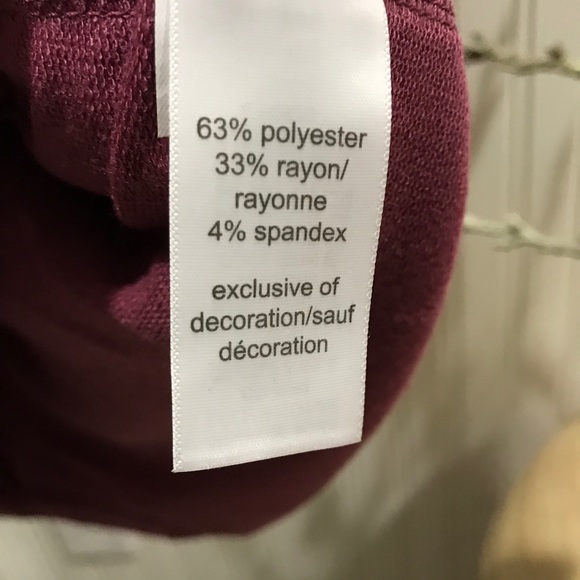 63% polyester
33% rayon/
rayonne
4% spandex
exclusive of
decoration/sauf
décoration